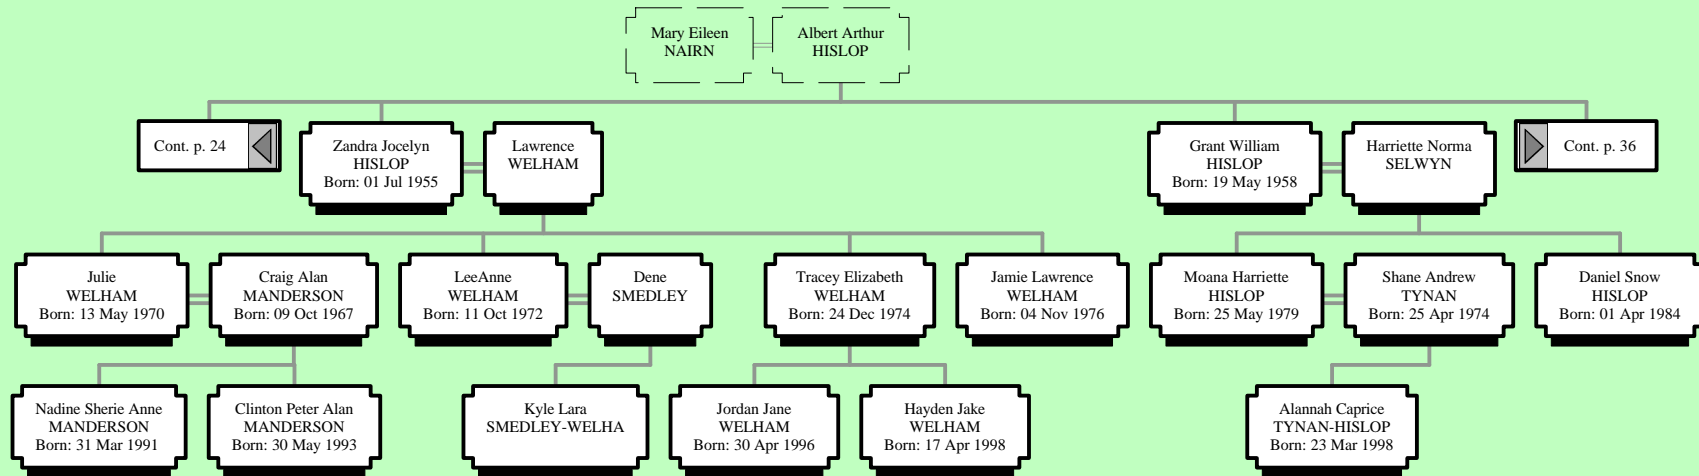 Mary Eileen
NAIRN
Albert Arthur
HISLOP
Cont. p. 24
Zandra Jocelyn
HISLOP
Born: 01 Jul 1955
Lawrence
WELHAM
Grant William
HISLOP
Born: 19 May 1958
Harriette Norma
SELWYN
Cont. p. 36
Julie
WELHAM
Born: 13 May 1970
Craig Alan
MANDERSON
Born: 09 Oct 1967
LeeAnne
WELHAM
Born: 11 Oct 1972
Dene
SMEDLEY
Tracey Elizabeth
WELHAM
Born: 24 Dec 1974
Jamie Lawrence
WELHAM
Born: 04 Nov 1976
Moana Harriette
HISLOP
Born: 25 May 1979
Shane Andrew
TYNAN
Born: 25 Apr 1974
Daniel Snow
HISLOP
Born: 01 Apr 1984
Nadine Sherie Anne
MANDERSON
Born: 31 Mar 1991
Clinton Peter Alan
MANDERSON
Born: 30 May 1993
Kyle Lara
SMEDLEY-WELHA
Jordan Jane
WELHAM
Born: 30 Apr 1996
Hayden Jake
WELHAM
Born: 17 Apr 1998
Alannah Caprice
TYNAN-HISLOP
Born: 23 Mar 1998